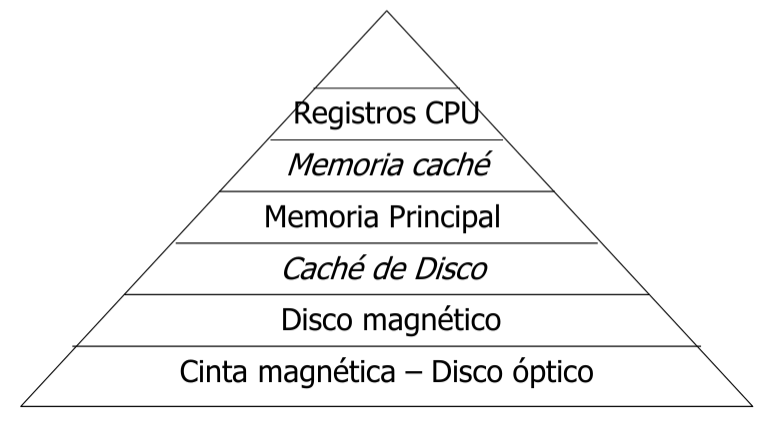 Registros CPU
Memoria caché
Memoria Principal
Caché de Disco
Disco magnético
Cinta magnética – Disco óptico